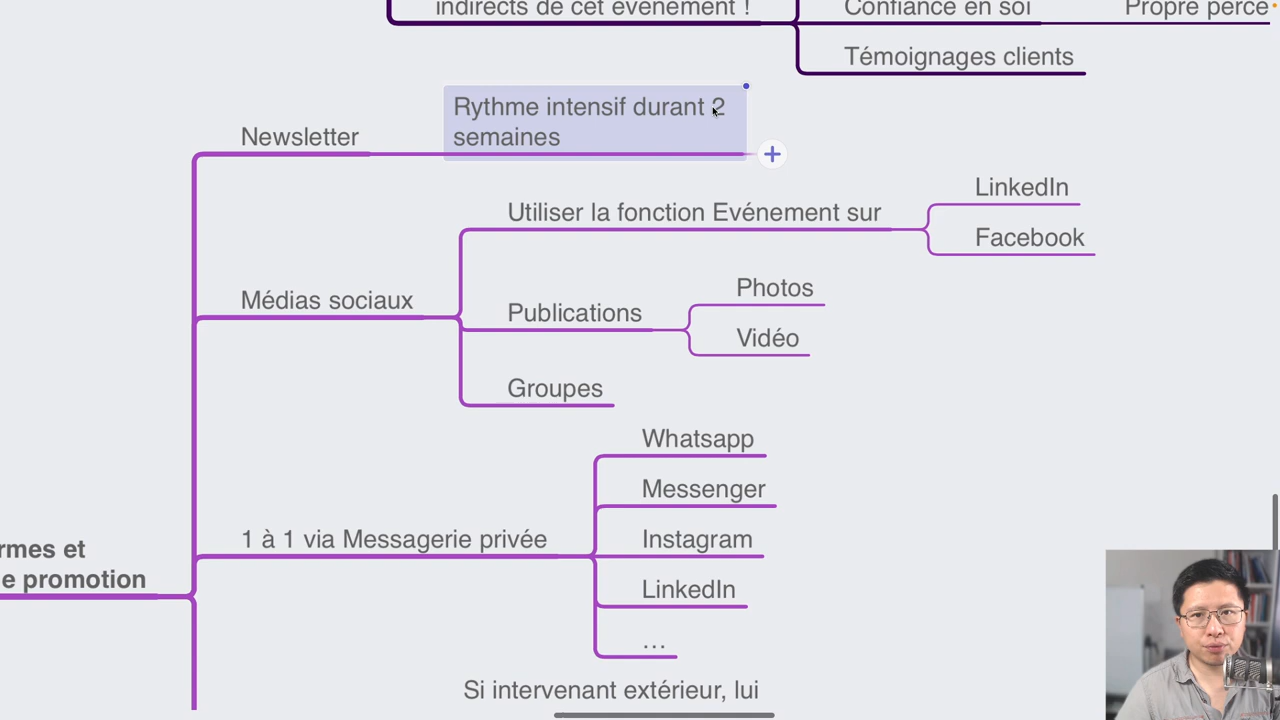 indirects de cet événement !
Confiance en soi
Propre perce
Témoignages clients
Rythme intensif durant 2
semaines
Newsletter
LinkedIn
Utiliser la fonction Evénement sur
Facebook
Photos
Médias sociaux
Publications
Vidéo
Groupes
Whatsapp
Messenger
1 à 1 via Messagerie privée
Instagram
rmes et
e promotion
LinkedIn
...
Si intervenant extérieur, lui